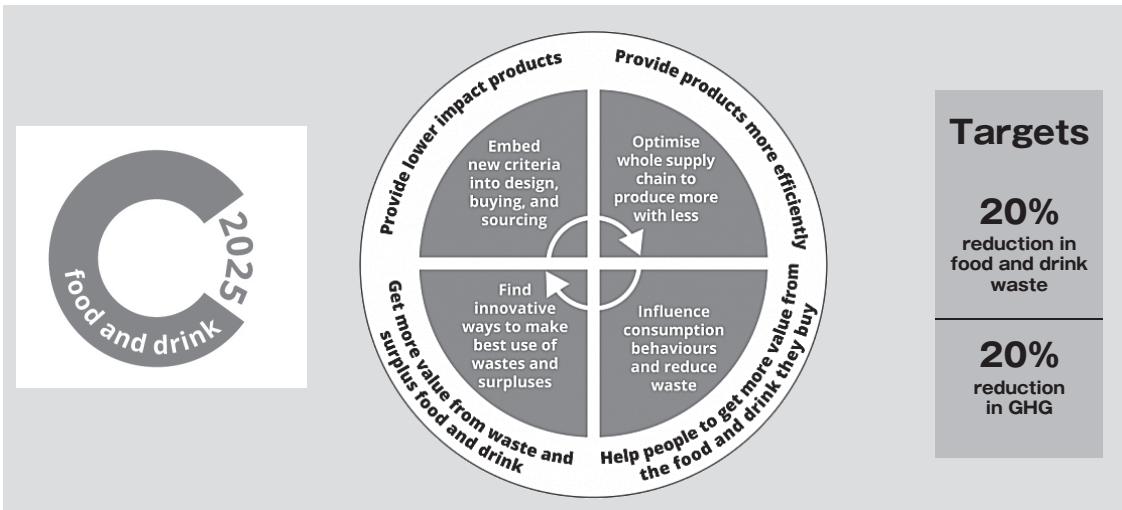 2025
food and drink
Provide lower impact products
Embed
new criteria
into design,
buying, and
sourcing
Provide products more efficiently
Optimise
whole supply
chain to
produce more
with less
Get more value from waste and
surplus food and drink
Find
innovative
ways to make
best use of
wastes and
surpluses
Help people to get more value from
the food and drink they buy
Influence
consumption
behaviours
and reduce
waste
Targets
20%
reduction in
food and drink
waste
20%
reduction
in GHG